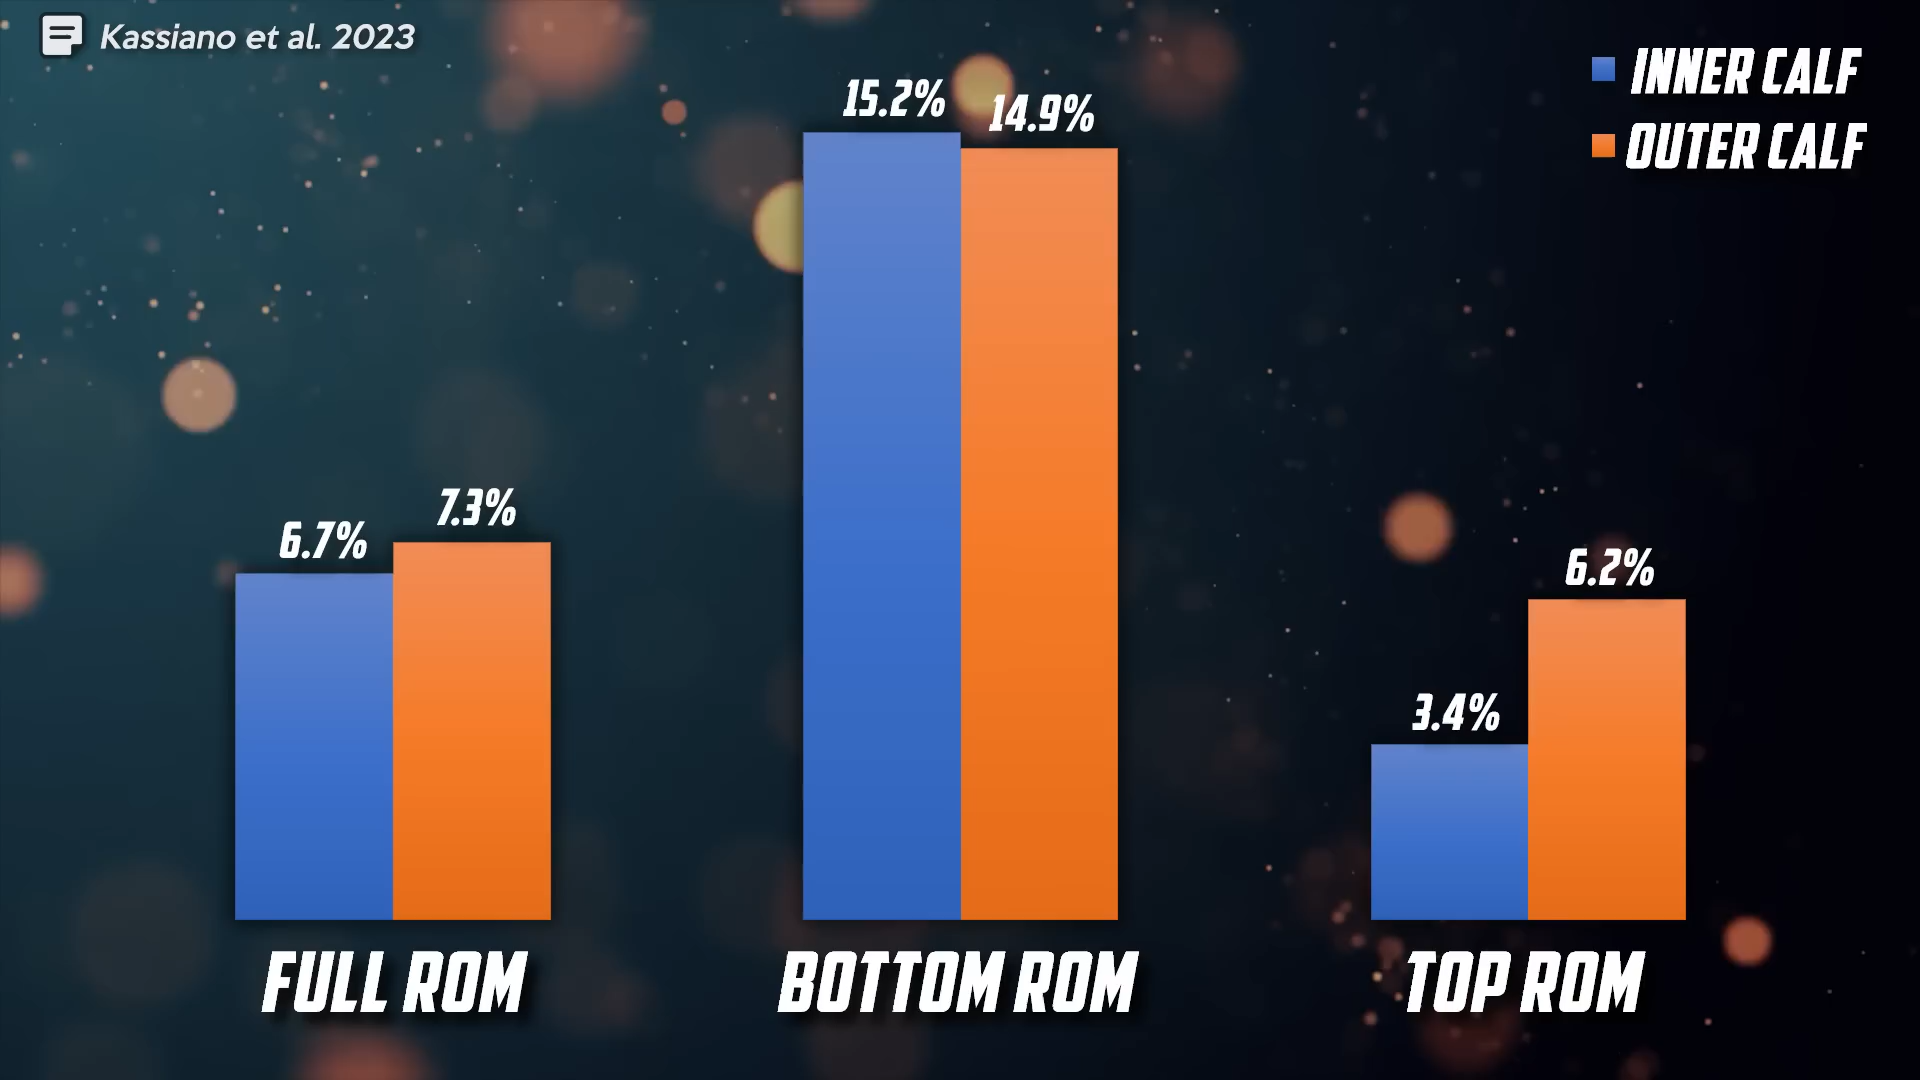 Kassiano et al. 2023
INNER CALF
OUTER CALF
15.2%
14.9%
6.7%
7.3%
3.4%
6.2%
FULL ROM
BOTTOM ROM
TOP ROM